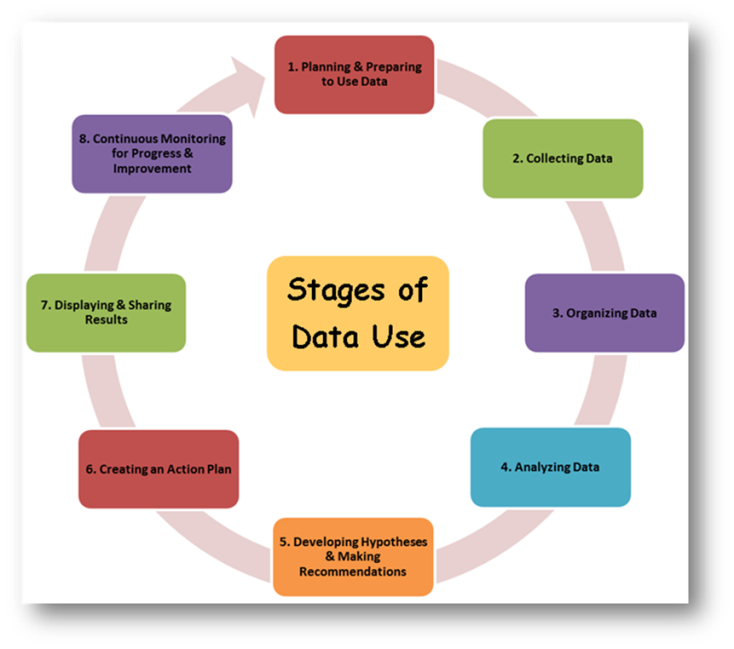 1. Planning & Preparing
to Use Data
2. Collecting Data
3. Organizing Data
4. Analyzing Data
5. Developing Hypotheses
& Making
Recommendations
6. Creating an Action Plan
7. Displaying & Sharing
Results
8. Continuous Monitoring
for Progress &
Improvement
Stages of
Data Use